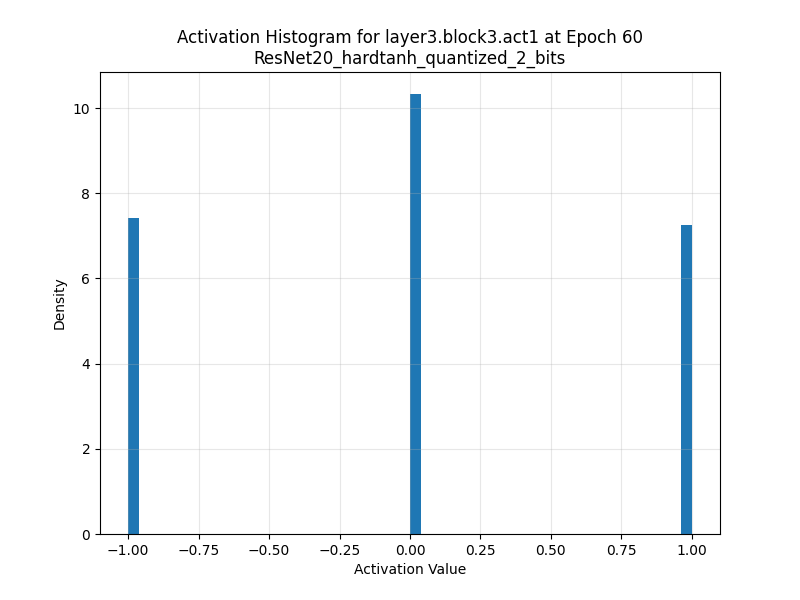 Activation Histogram for layer3.block3.act1 at Epoch 60
ResNet20_hardtanh_quantized_2_bits
10
8
6
4
2
0
Density
−1.00 −0.75 −0.50 −0.25 0.00 0.25 0.50 0.75 1.00
Activation Value